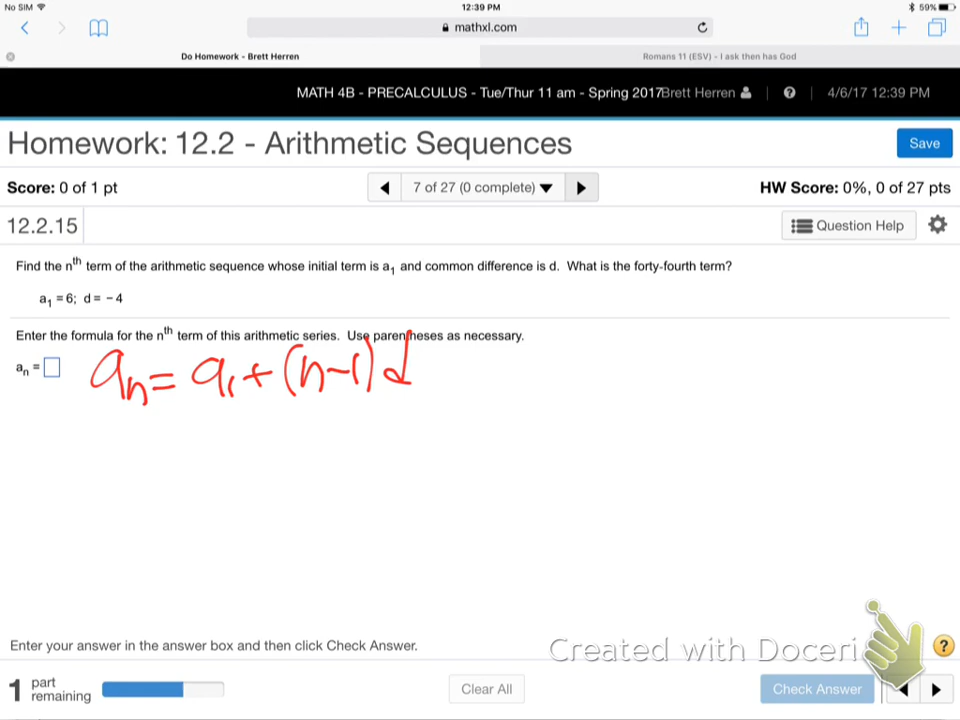 No SIM 12:39 PM 59%
mathxl.com
Do Homework - Brett Herren Romans 11 (ESV) - I ask then has God
MATH 4B - PRECALCULUS - Tue/Thur 11 am - Spring 2017Brett Herren ? 4/6/17 12:39 PM
Homework: 12.2 - Arithmetic Sequences Save
Score: 0 of 1 pt 7 of 27 (0 complete) HW Score: 0%, 0 of 27 pts
12.2.15 Question Help
Find the nth term of the arithmetic sequence whose initial term is a1 and common difference is d. What is the forty-fourth term?
a1 = 6; d = - 4
Enter the formula for the nth term of this arithmetic series. Use parentheses as necessary.
an = an = a1 + (n-1)d
Enter your answer in the answer box and then click Check Answer. Created with Doceri ?
1 part remaining Clear All Check Answer